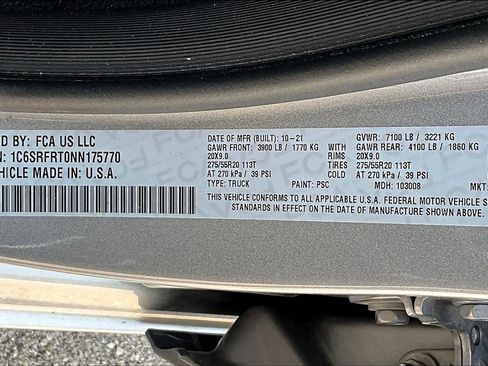 D BY: FCA US LLC
N: 1C6SRFRT0NN175770
VEHICLE MADE IN: U.S.A.
DATE OF MFR (BUILT): 10-21 GVWR: 7100 LB / 3221 KG
GAWR FRONT: 3900 LB / 1770 KG WITH GAWR REAR: 4100 LB / 1860 KG
20X9.0 RIMS 20X9.0
275/55R20 113T TIRES 275/55R20 113T
AT 270 kPa / 39 PSI AT 270 kPa / 39 PSI
TYPE: TRUCK PAINT: PSC MDH: 103008 MKT:
THIS VEHICLE CONFORMS TO ALL APPLICABLE U.S.A. FEDERAL MOTOR VEHICLE
STANDARDS IN EFFECT ON THE DATE OF MANUFACTURE SHOWN ABOVE.